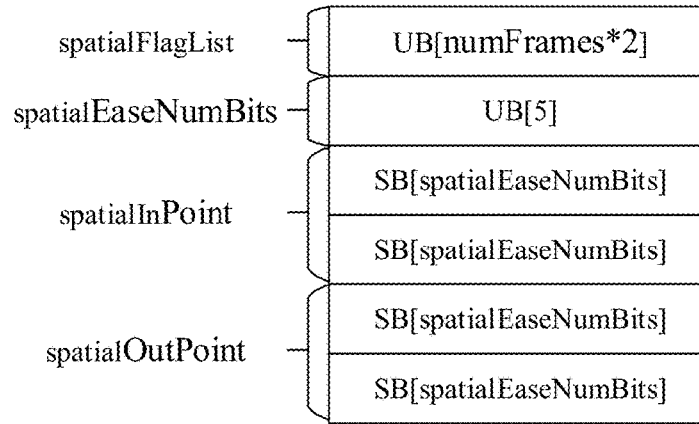 spatialFlagList UB[numFrames*2]
spatialEaseNumBits UB[5]
SB[spatialEaseNumBits]
spatialInPoint
SB[spatialEaseNumBits]
SB[spatialEaseNumBits]
spatialOutPoint
SB[spatialEaseNumBits]